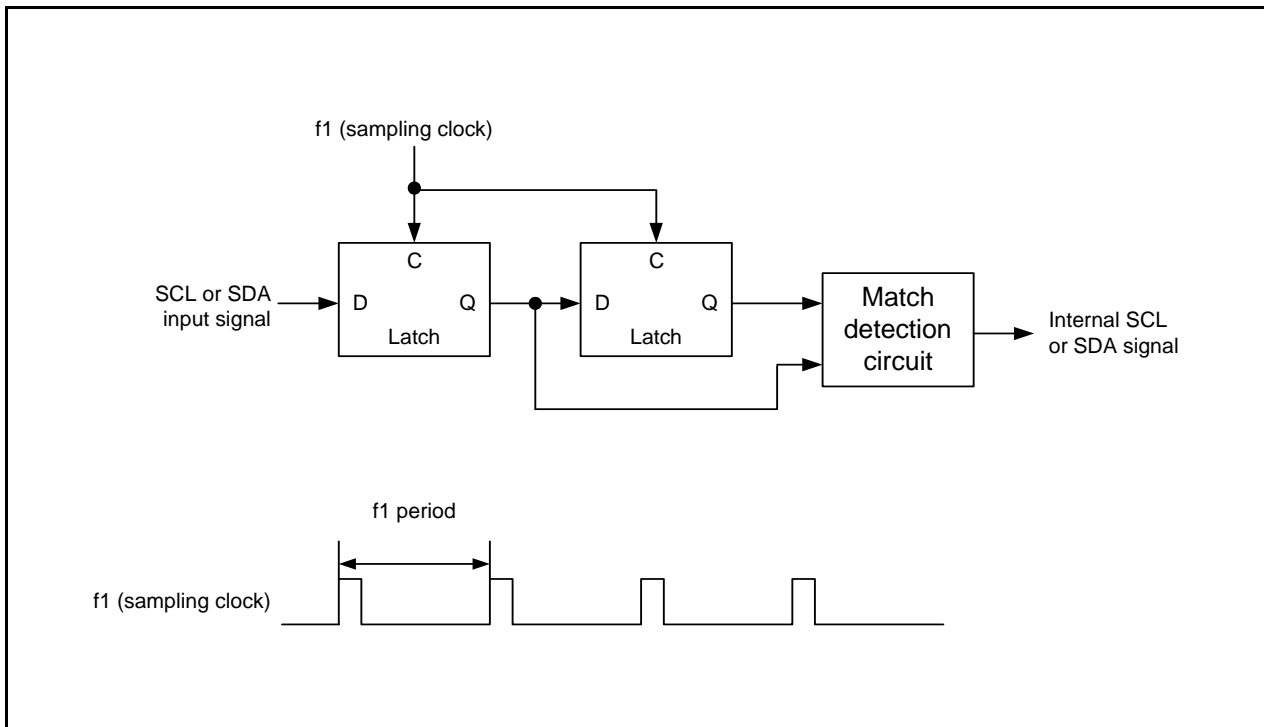 f1 (sampling clock)
C
C
SCL or SDA
input signal
D
Q
D
Q
Latch
Latch
Match
detection
circuit
Internal SCL
or SDA signal
f1 period
f1 (sampling clock)